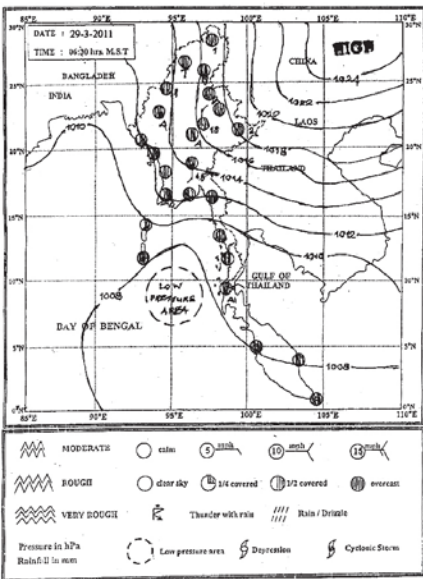 DATE : 29-3-2011
TIME : 06:30 hrs. M.S.T
HIGH
CHINA
BANGLADESH
INDIA
LAOS
THAILAND
GULF OF
THAILAND
LOW
PRESSURE
AREA
BAY OF BENGAL
1024
1022
1020
1018
1016
1014
1012
1010
1010
1008
1008
30°N
25°N
20°N
15°N
10°N
5°N
0°N
85°E 90°E 95°E 100°E 105°E 110°E
MODERATE calm 5 mph 10 mph 15 mph
ROUGH clear sky 1/4 covered 1/2 covered overcast
VERY ROUGH Thunder with rain Rain / Drizzle
Pressure in hPa
Rainfall in mm
Low pressure area Depression Cyclonic Storm